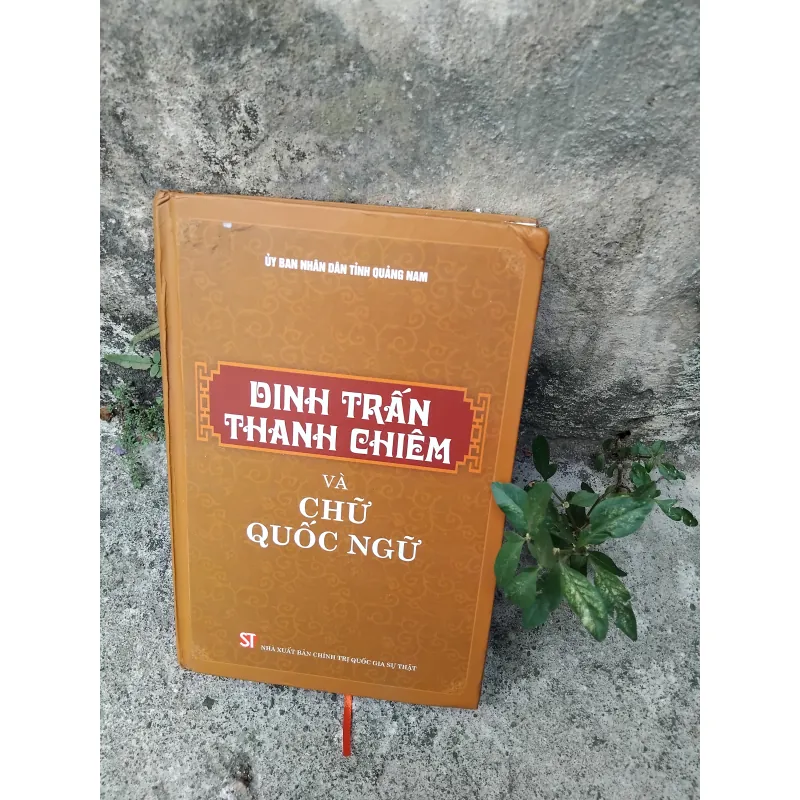 ỦY BAN NHÂN DÂN TỈNH QUẢNG NAM
DINH TRẤN
THANH CHIÊM
VÀ
CHỮ
QUỐC NGỮ
ST NHÀ XUẤT BẢN CHÍNH TRỊ QUỐC GIA SỰ THẬT